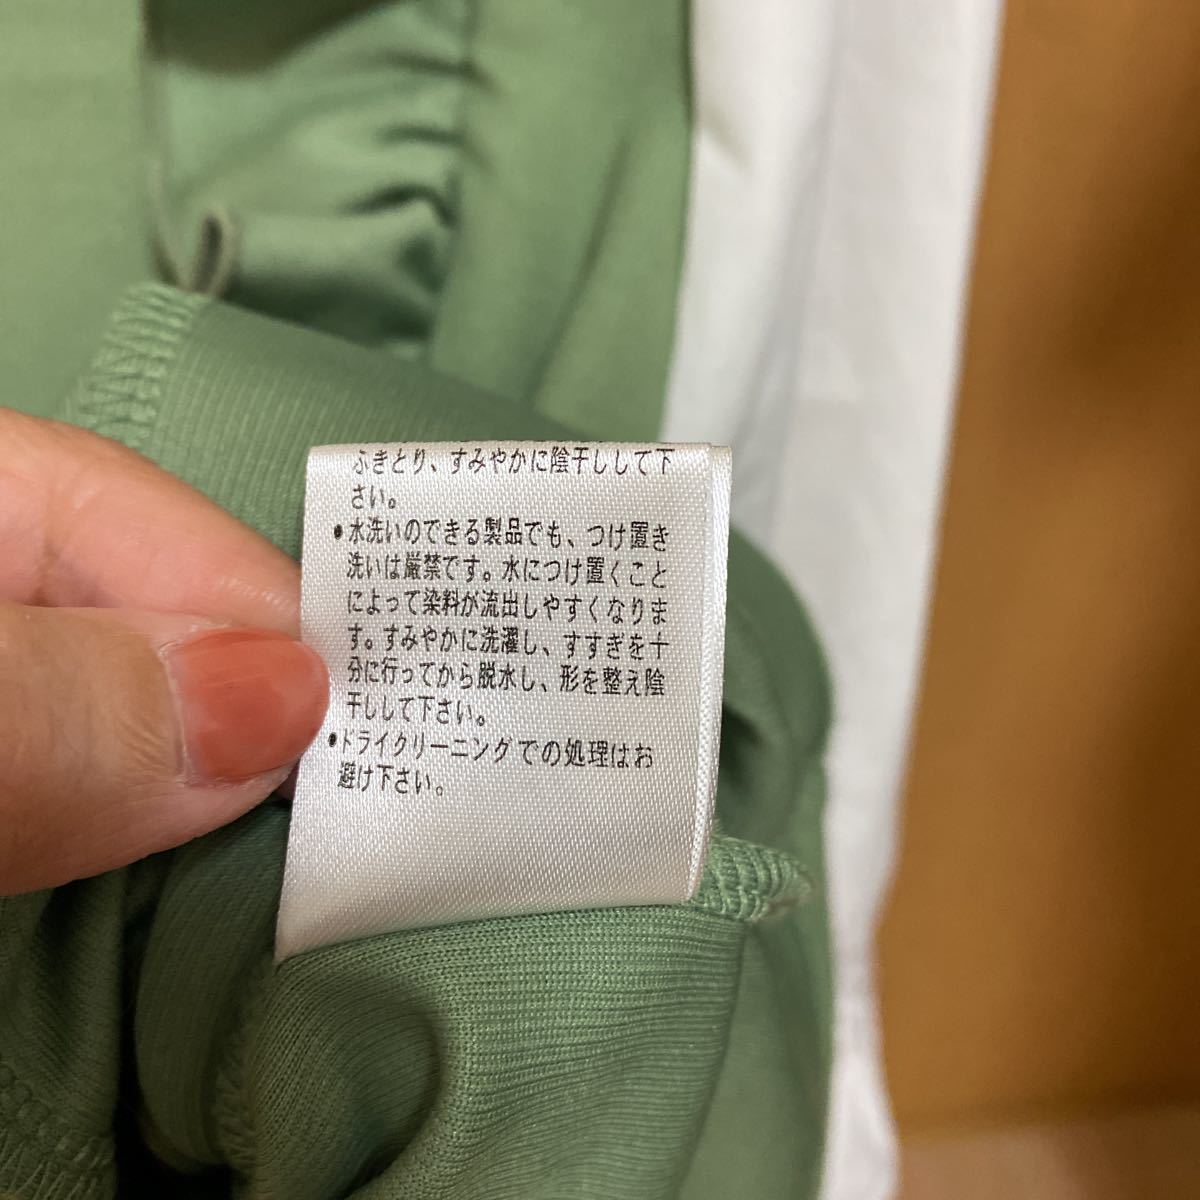 ふきとり、すみやかに陰干しして下
さい。
●水洗いのできる製品でも、つけ置き
洗いは厳禁です。水につけ置くこと
によって染料が流出しやすくなりま
す。すみやかに洗濯し、すすぎを十
分に行ってから脱水し、形を整え陰
干しして下さい。
●ドライクリーニングでの処理はお
避け下さい。